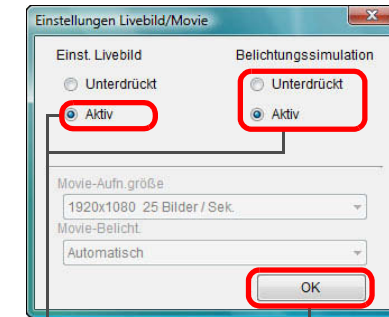 Einstellungen Livebild/Movie
Einst. Livebild Belichtungssimulation
Unterdrückt Unterdrückt
Aktiv Aktiv
Movie-Aufn.größe
1920x1080 25 Bilder / Sek.
Movie-Belicht.
Automatisch
OK